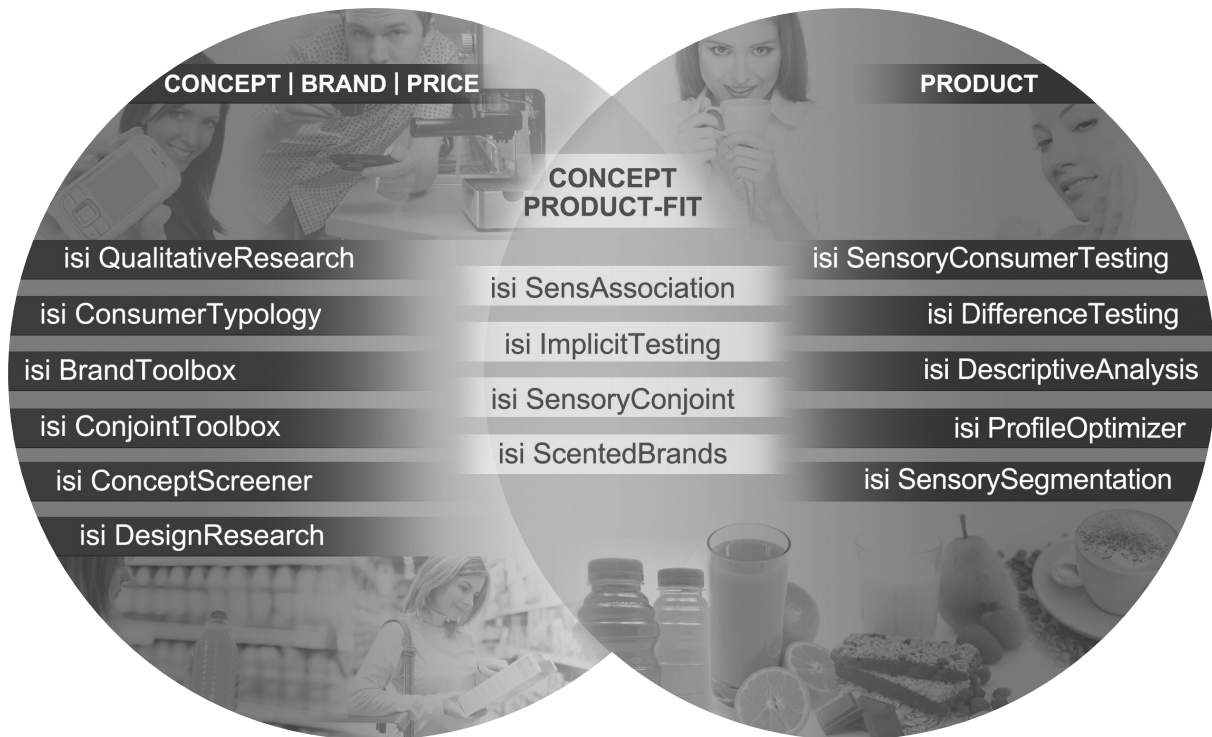 CONCEPT | BRAND | PRICE
isi QualitativeResearch
isi ConsumerTypology
isi BrandToolbox
isi ConjointToolbox
isi ConceptScreener
isi DesignResearch
CONCEPT
PRODUCT-FIT
isi SensAssociation
isi ImplicitTesting
isi SensoryConjoint
isi ScentedBrands
PRODUCT
isi SensoryConsumerTesting
isi DifferenceTesting
isi DescriptiveAnalysis
isi ProfileOptimizer
isi SensorySegmentation